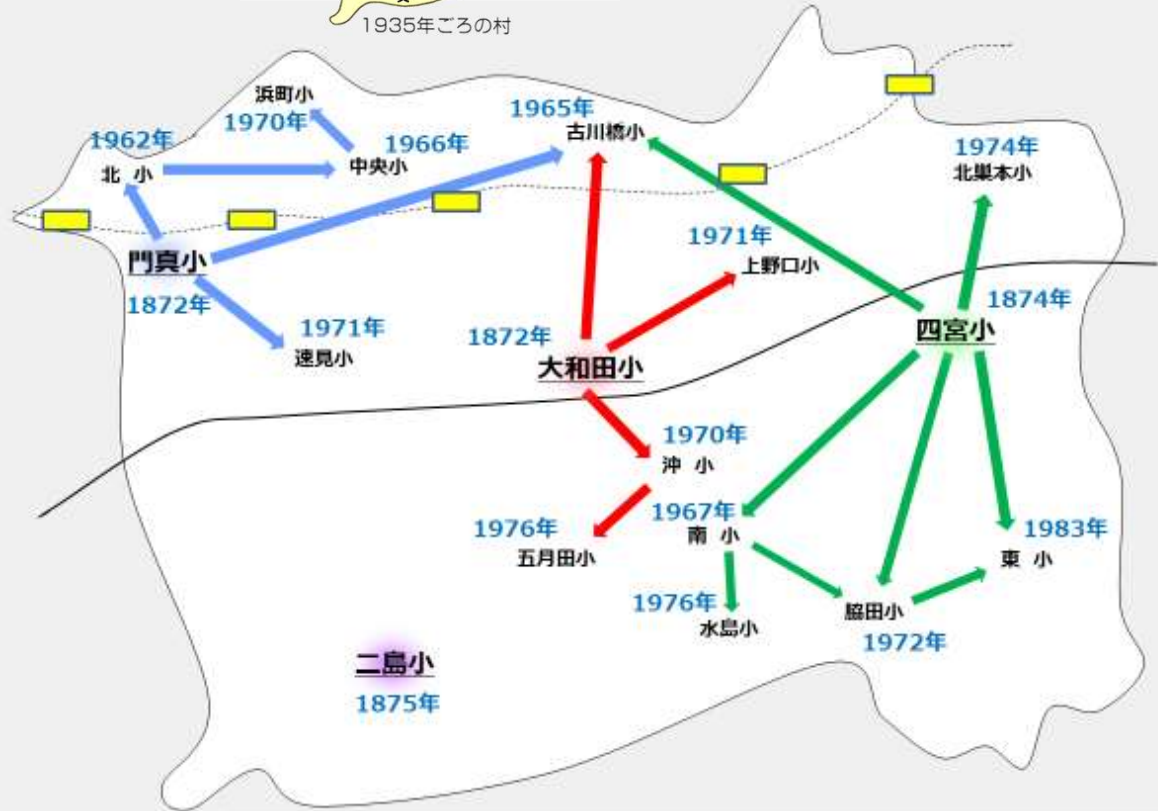 1935年ごろの村
浜町小
1970年
1962年
北 小
1966年
中央小
1965年
古川橋小
1974年
北巣本小
門真小
1872年
1971年
上野口小
1971年
速見小
1872年
大和田小
1874年
四宮小
1970年
沖 小
1976年
五月田小
1967年
南 小
1983年
東 小
1976年
水島小
脇田小
1972年
二島小
1875年